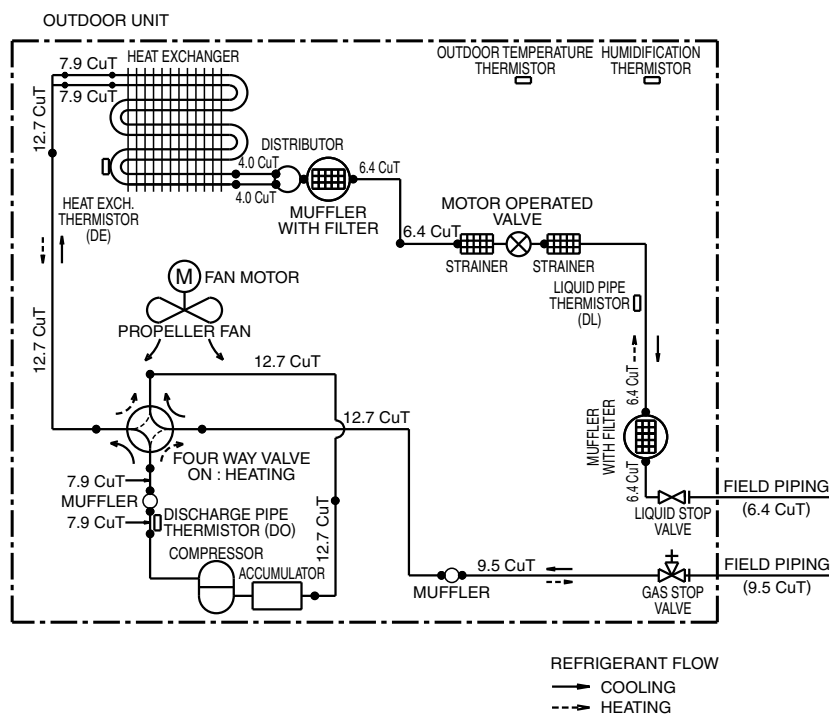 OUTDOOR UNIT
7.9 CuT
HEAT EXCHANGER
OUTDOOR TEMPERATURE
THERMISTOR
HUMIDIFICATION
THERMISTOR
7.9 CuT
12.7 CuT
DISTRIBUTOR
4.0 CuT
6.4 CuT
4.0 CuT
HEAT EXCH.
THERMISTOR
(DE)
MUFFLER
WITH FILTER
MOTOR OPERATED
VALVE
6.4 CuT
STRAINER
STRAINER
M
FAN MOTOR
LIQUID PIPE
THERMISTOR
(DL)
PROPELLER FAN
12.7 CuT
12.7 CuT
6.4 CuT
12.7 CuT
MUFFLER
WITH FILTER
FOUR WAY VALVE
ON : HEATING
7.9 CuT
MUFFLER
7.9 CuT
DISCHARGE PIPE
THERMISTOR (DO)
12.7 CuT
6.4 CuT
FIELD PIPING
(6.4 CuT)
LIQUID STOP
VALVE
COMPRESSOR
ACCUMULATOR
9.5 CuT
MUFFLER
FIELD PIPING
(9.5 CuT)
GAS STOP
VALVE
REFRIGERANT FLOW
COOLING
HEATING